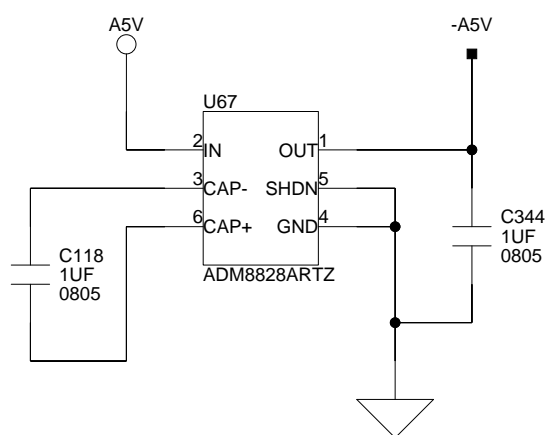 A5V
-A5V
U67
2 IN OUT 1
3 CAP- SHDN 5
6 CAP+ GND 4
ADM8828ARTZ
C118
1UF
0805
C344
1UF
0805